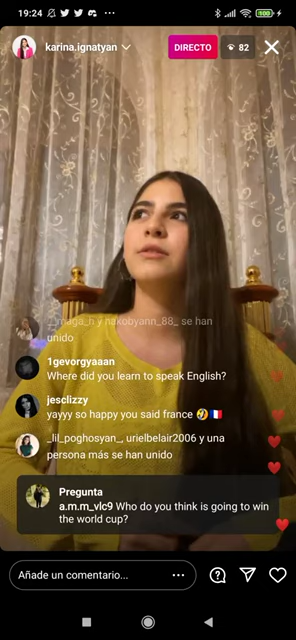 19:24
karina.ignatyan
DIRECTO
82
_maga_n y nakobyann_88_ se han
unido
1gevorgyaaan
Where did you learn to speak English?
jesclizzy
yayyy so happy you said france 🤣🇫🇷
_lil_poghosyan_, urielbelair2006 y una
persona más se han unido
Pregunta
a.m.m_vlc9 Who do you think is going to win
the world cup?
Añade un comentario...